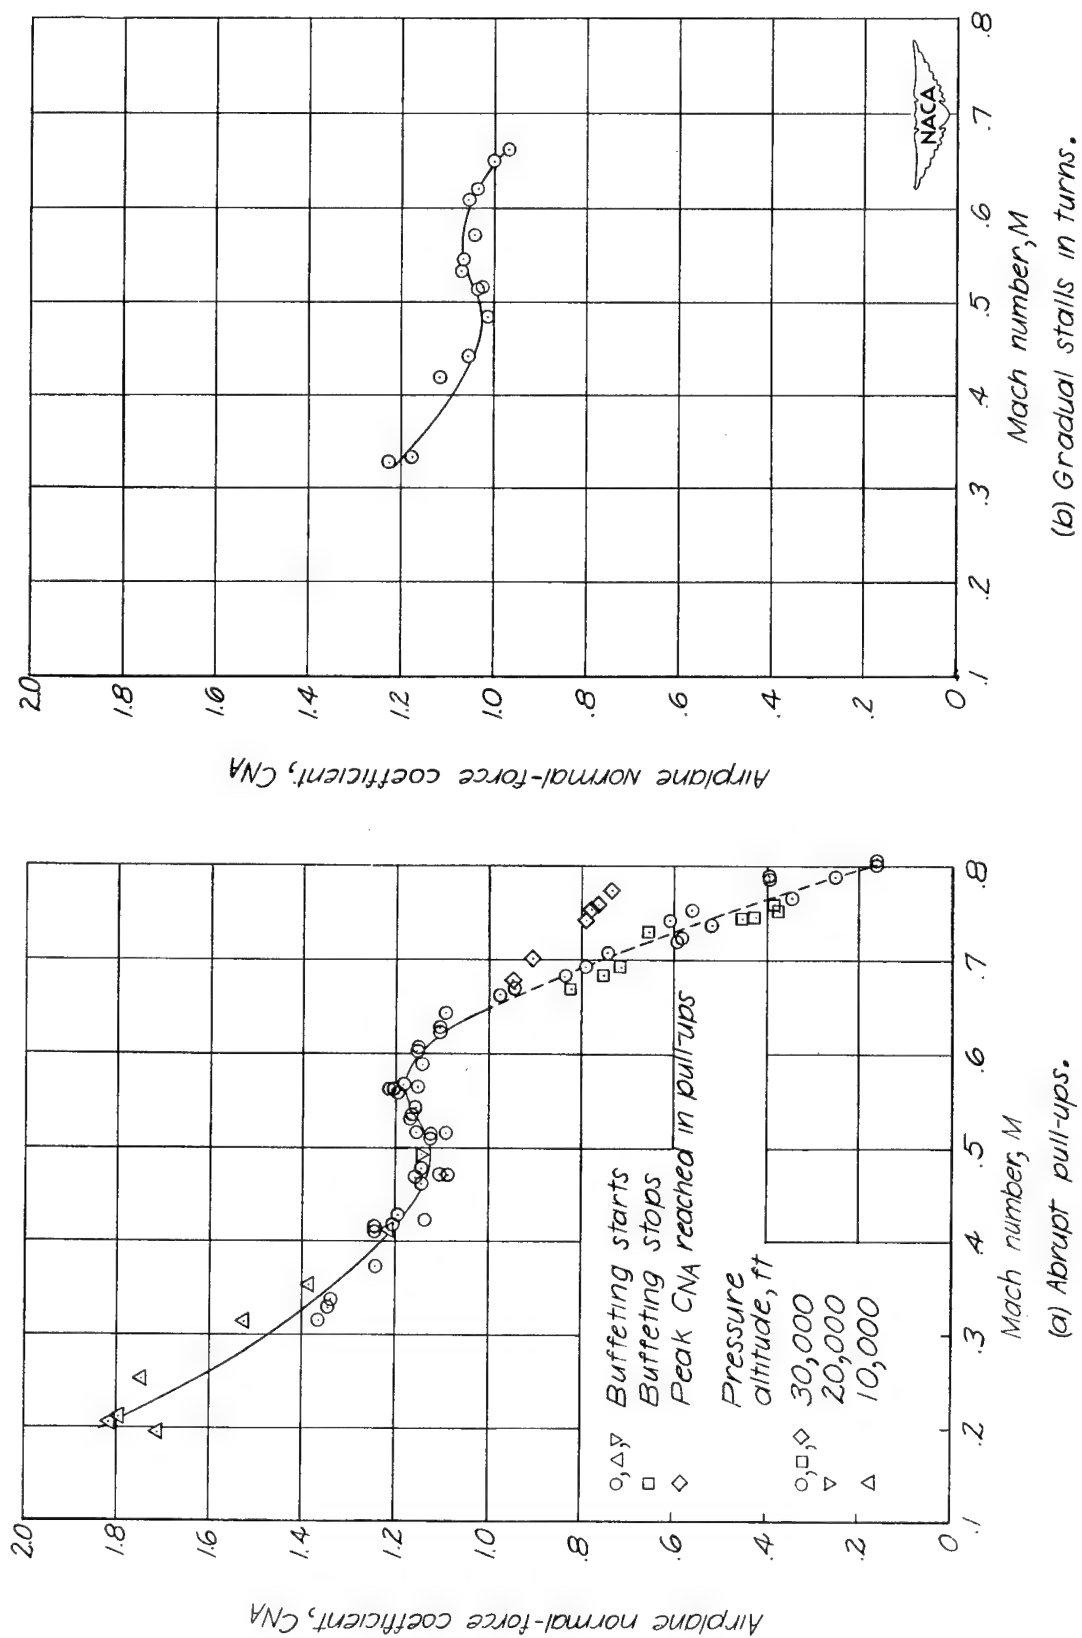 Airplane normal-force coefficient, CNA
2.0
1.8
1.6
1.4
1.2
1.0
.8
.6
.4
.2
0
.1 .2 .3 .4 .5 .6 .7 .8
○,△,▽ Buffeting starts
□ Buffeting stops
◇ Peak CNA reached in pull-ups
Pressure
altitude, ft
○,□,◇ 30,000
▽ 20,000
△ 10,000
Mach number, M
(a) Abrupt pull-ups.
Airplane normal-force coefficient, CNA
2.0
1.8
1.6
1.4
1.2
1.0
.8
.6
.4
.2
0
.1 .2 .3 .4 .5 .6 .7 .8
NACA
Mach number, M
(b) Gradual stalls in turns.